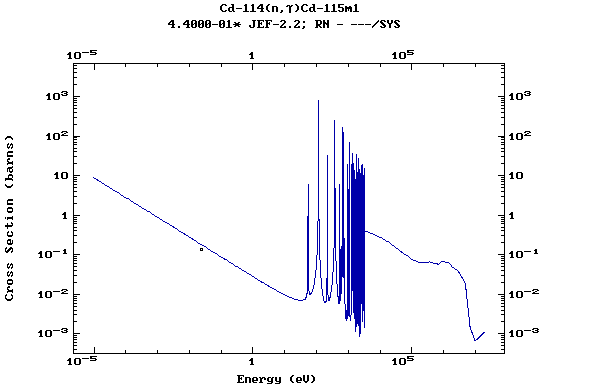 Cd-114(n,γ)Cd-115m1
4.4000-01* JEF-2.2; RN - ---/SYS
10-5 1 105
10³ 10³
10² 10²
10 10
1 1
10-1 10-1
10-2 10-2
10-3 10-3
10-5 1 105
Cross Section (barns)
Energy (eV)